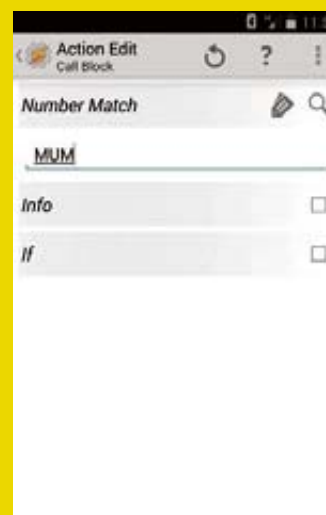 Action Edit
Call Block
?
Number Match
MUM
Info
If